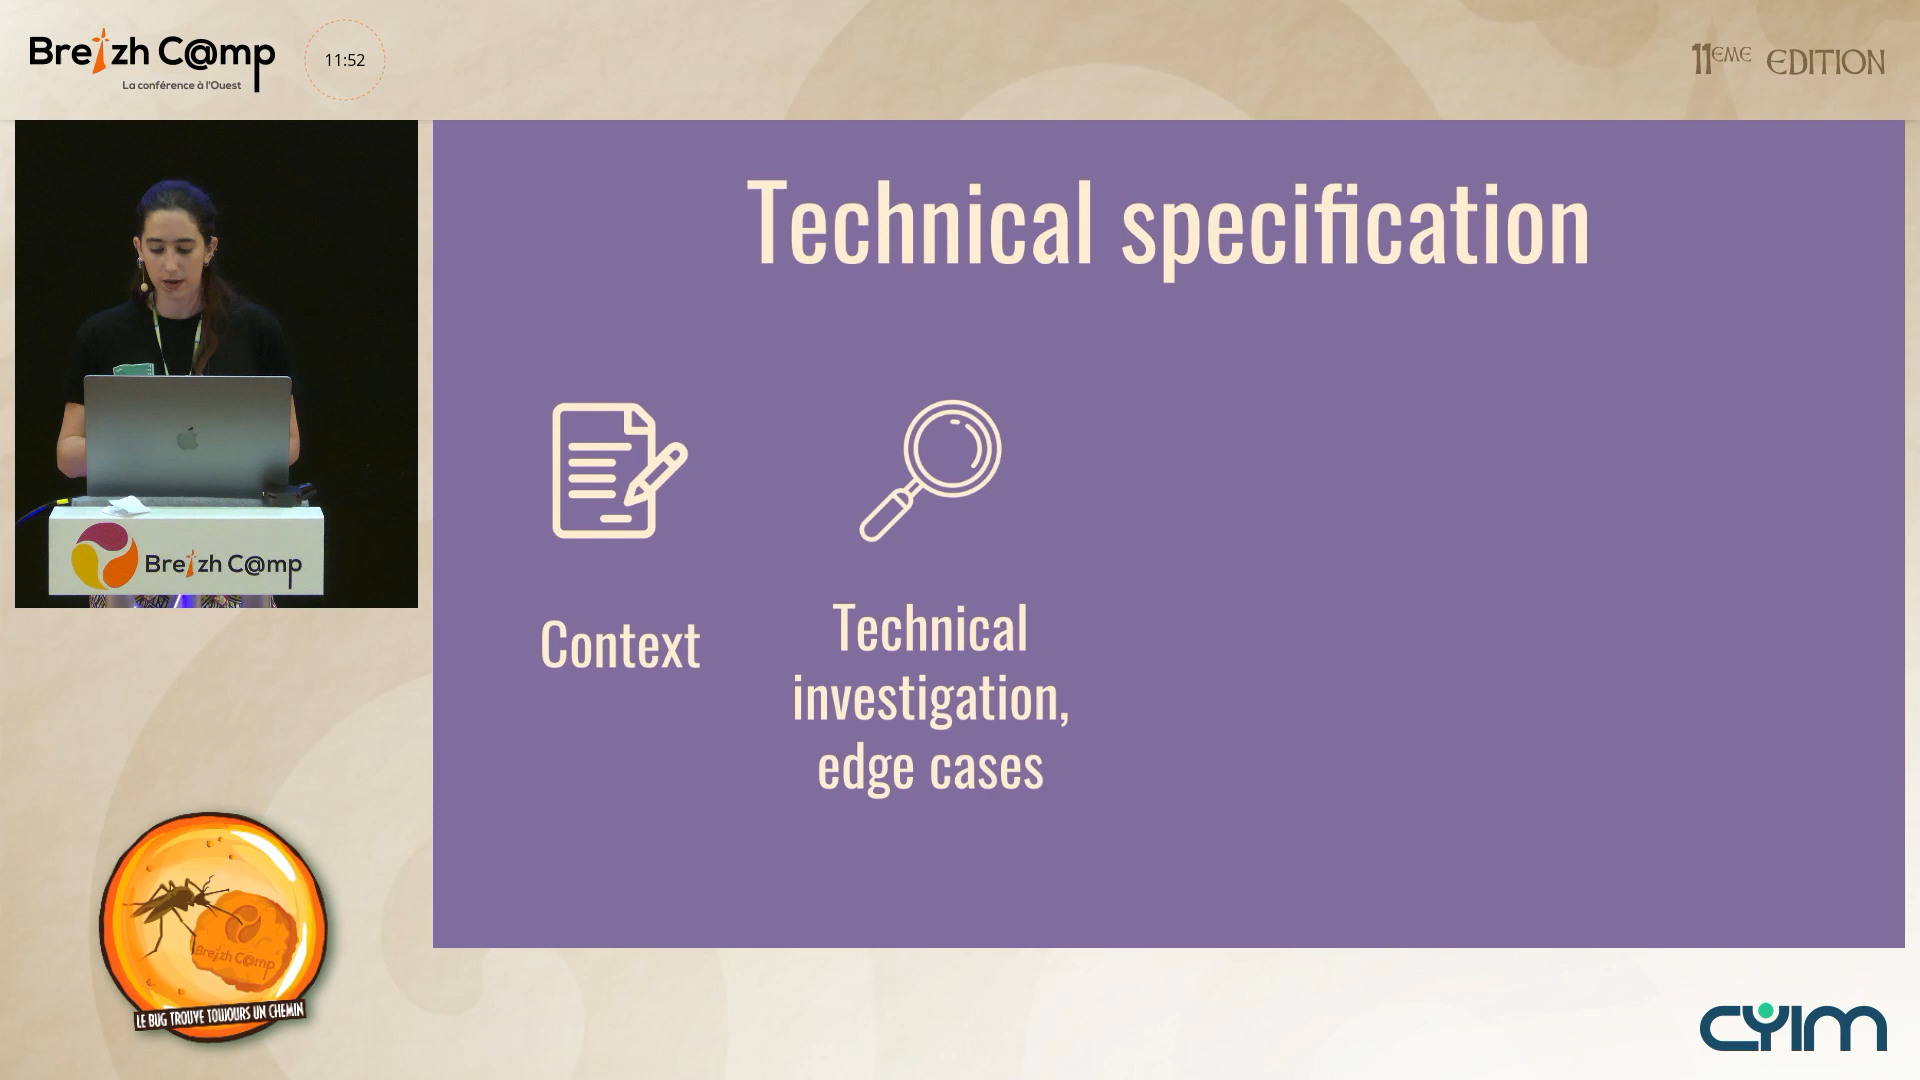 Breizh C@mp
La conférence à l'Ouest
11:52
11EME EDITION
Technical specification
Context
Technical
investigation,
edge cases
Breizh C@mp
Breizh C@mp
LE BUG TROUVE TOUJOURS UN CHEMIN
CYIM